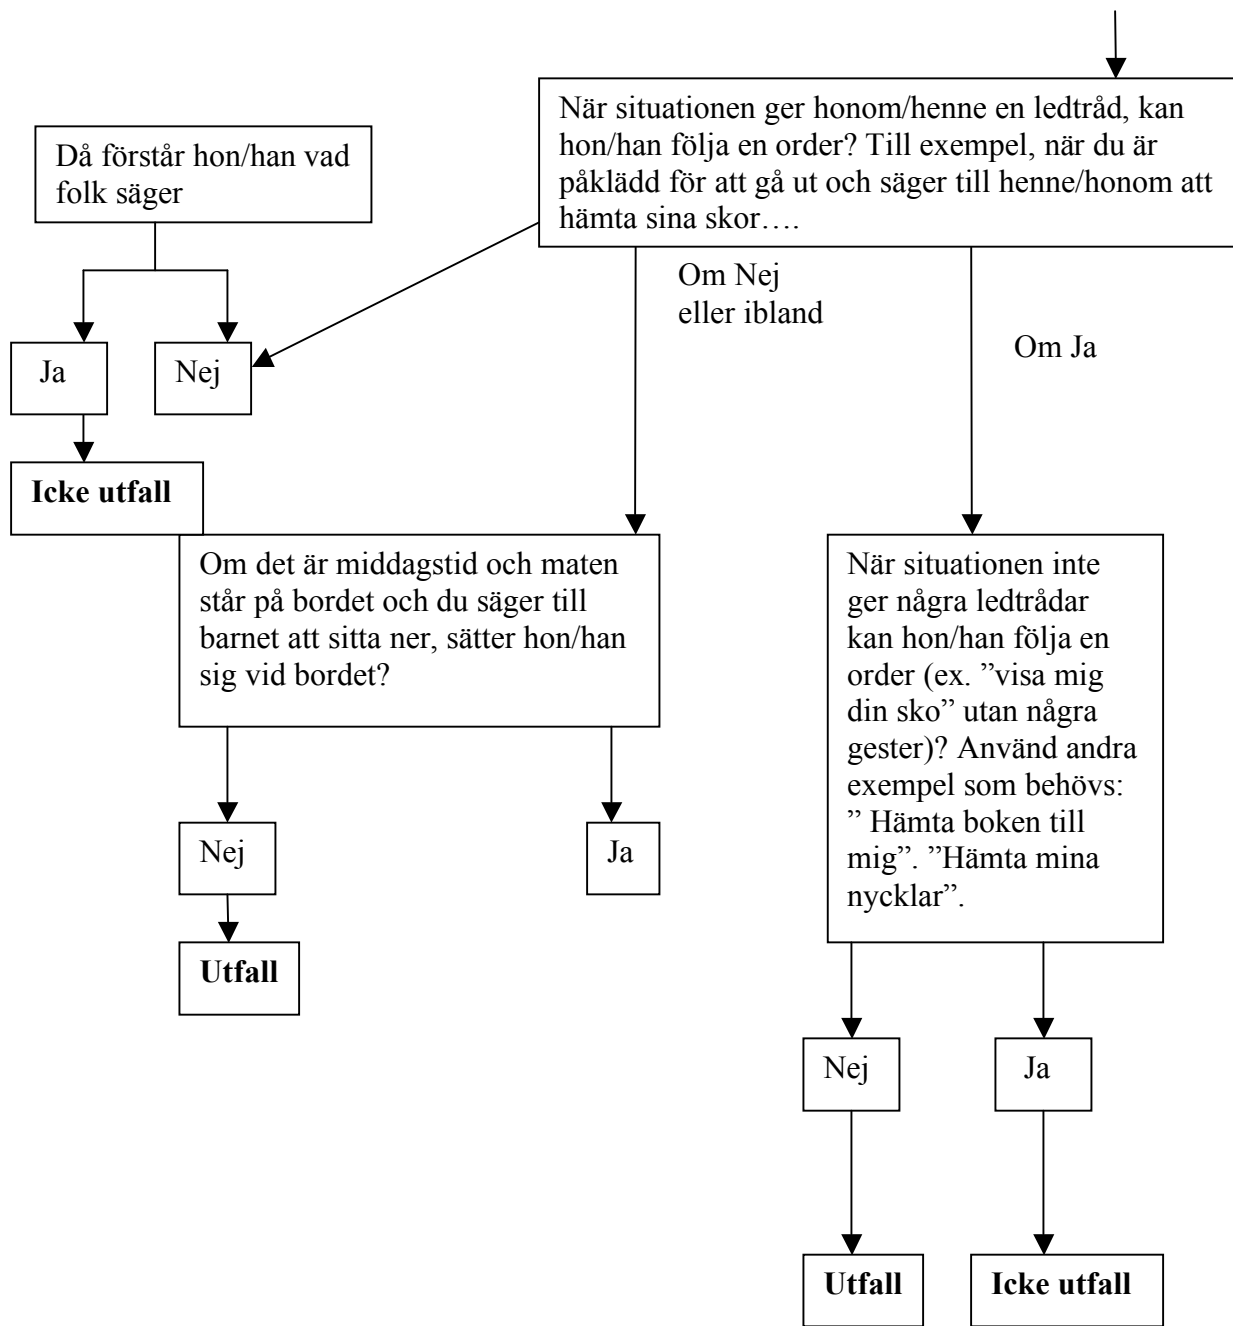 När situationen ger honom/henne en ledtråd, kan
hon/han följa en order? Till exempel, när du är
påklädd för att gå ut och säger till henne/honom att
hämta sina skor….
Då förstår hon/han vad
folk säger
Om Nej
eller ibland
Om Ja
Ja
Nej
Icke utfall
Om det är middagstid och maten
står på bordet och du säger till
barnet att sitta ner, sätter hon/han
sig vid bordet?
När situationen inte
ger några ledtrådar
kan hon/han följa en
order (ex. ”visa mig
din sko” utan några
gester)? Använd andra
exempel som behövs:
” Hämta boken till
mig”. ”Hämta mina
nycklar”.
Nej
Ja
Utfall
Nej
Ja
Utfall
Icke utfall